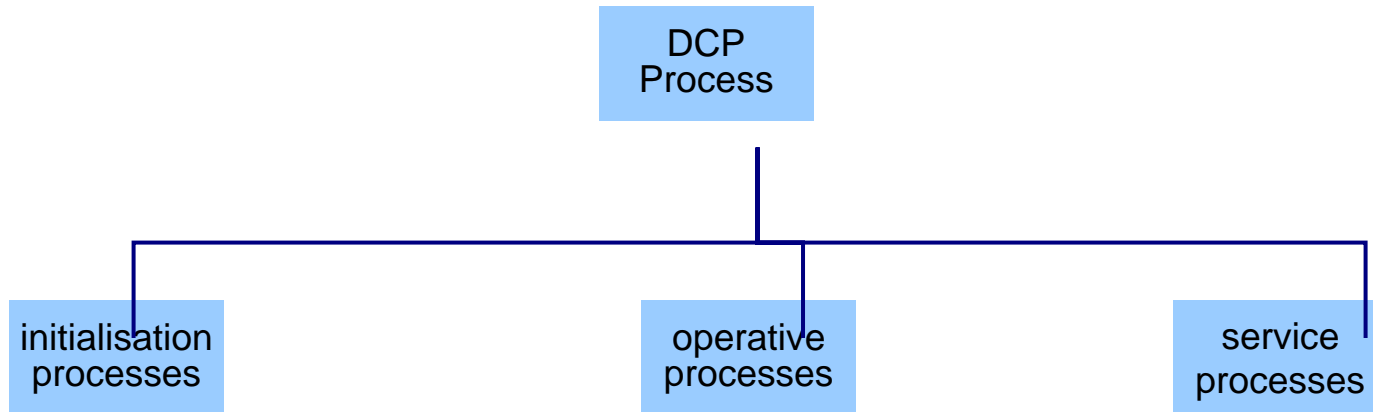 DCP
Process
initialisation
processes
operative
processes
service
processes